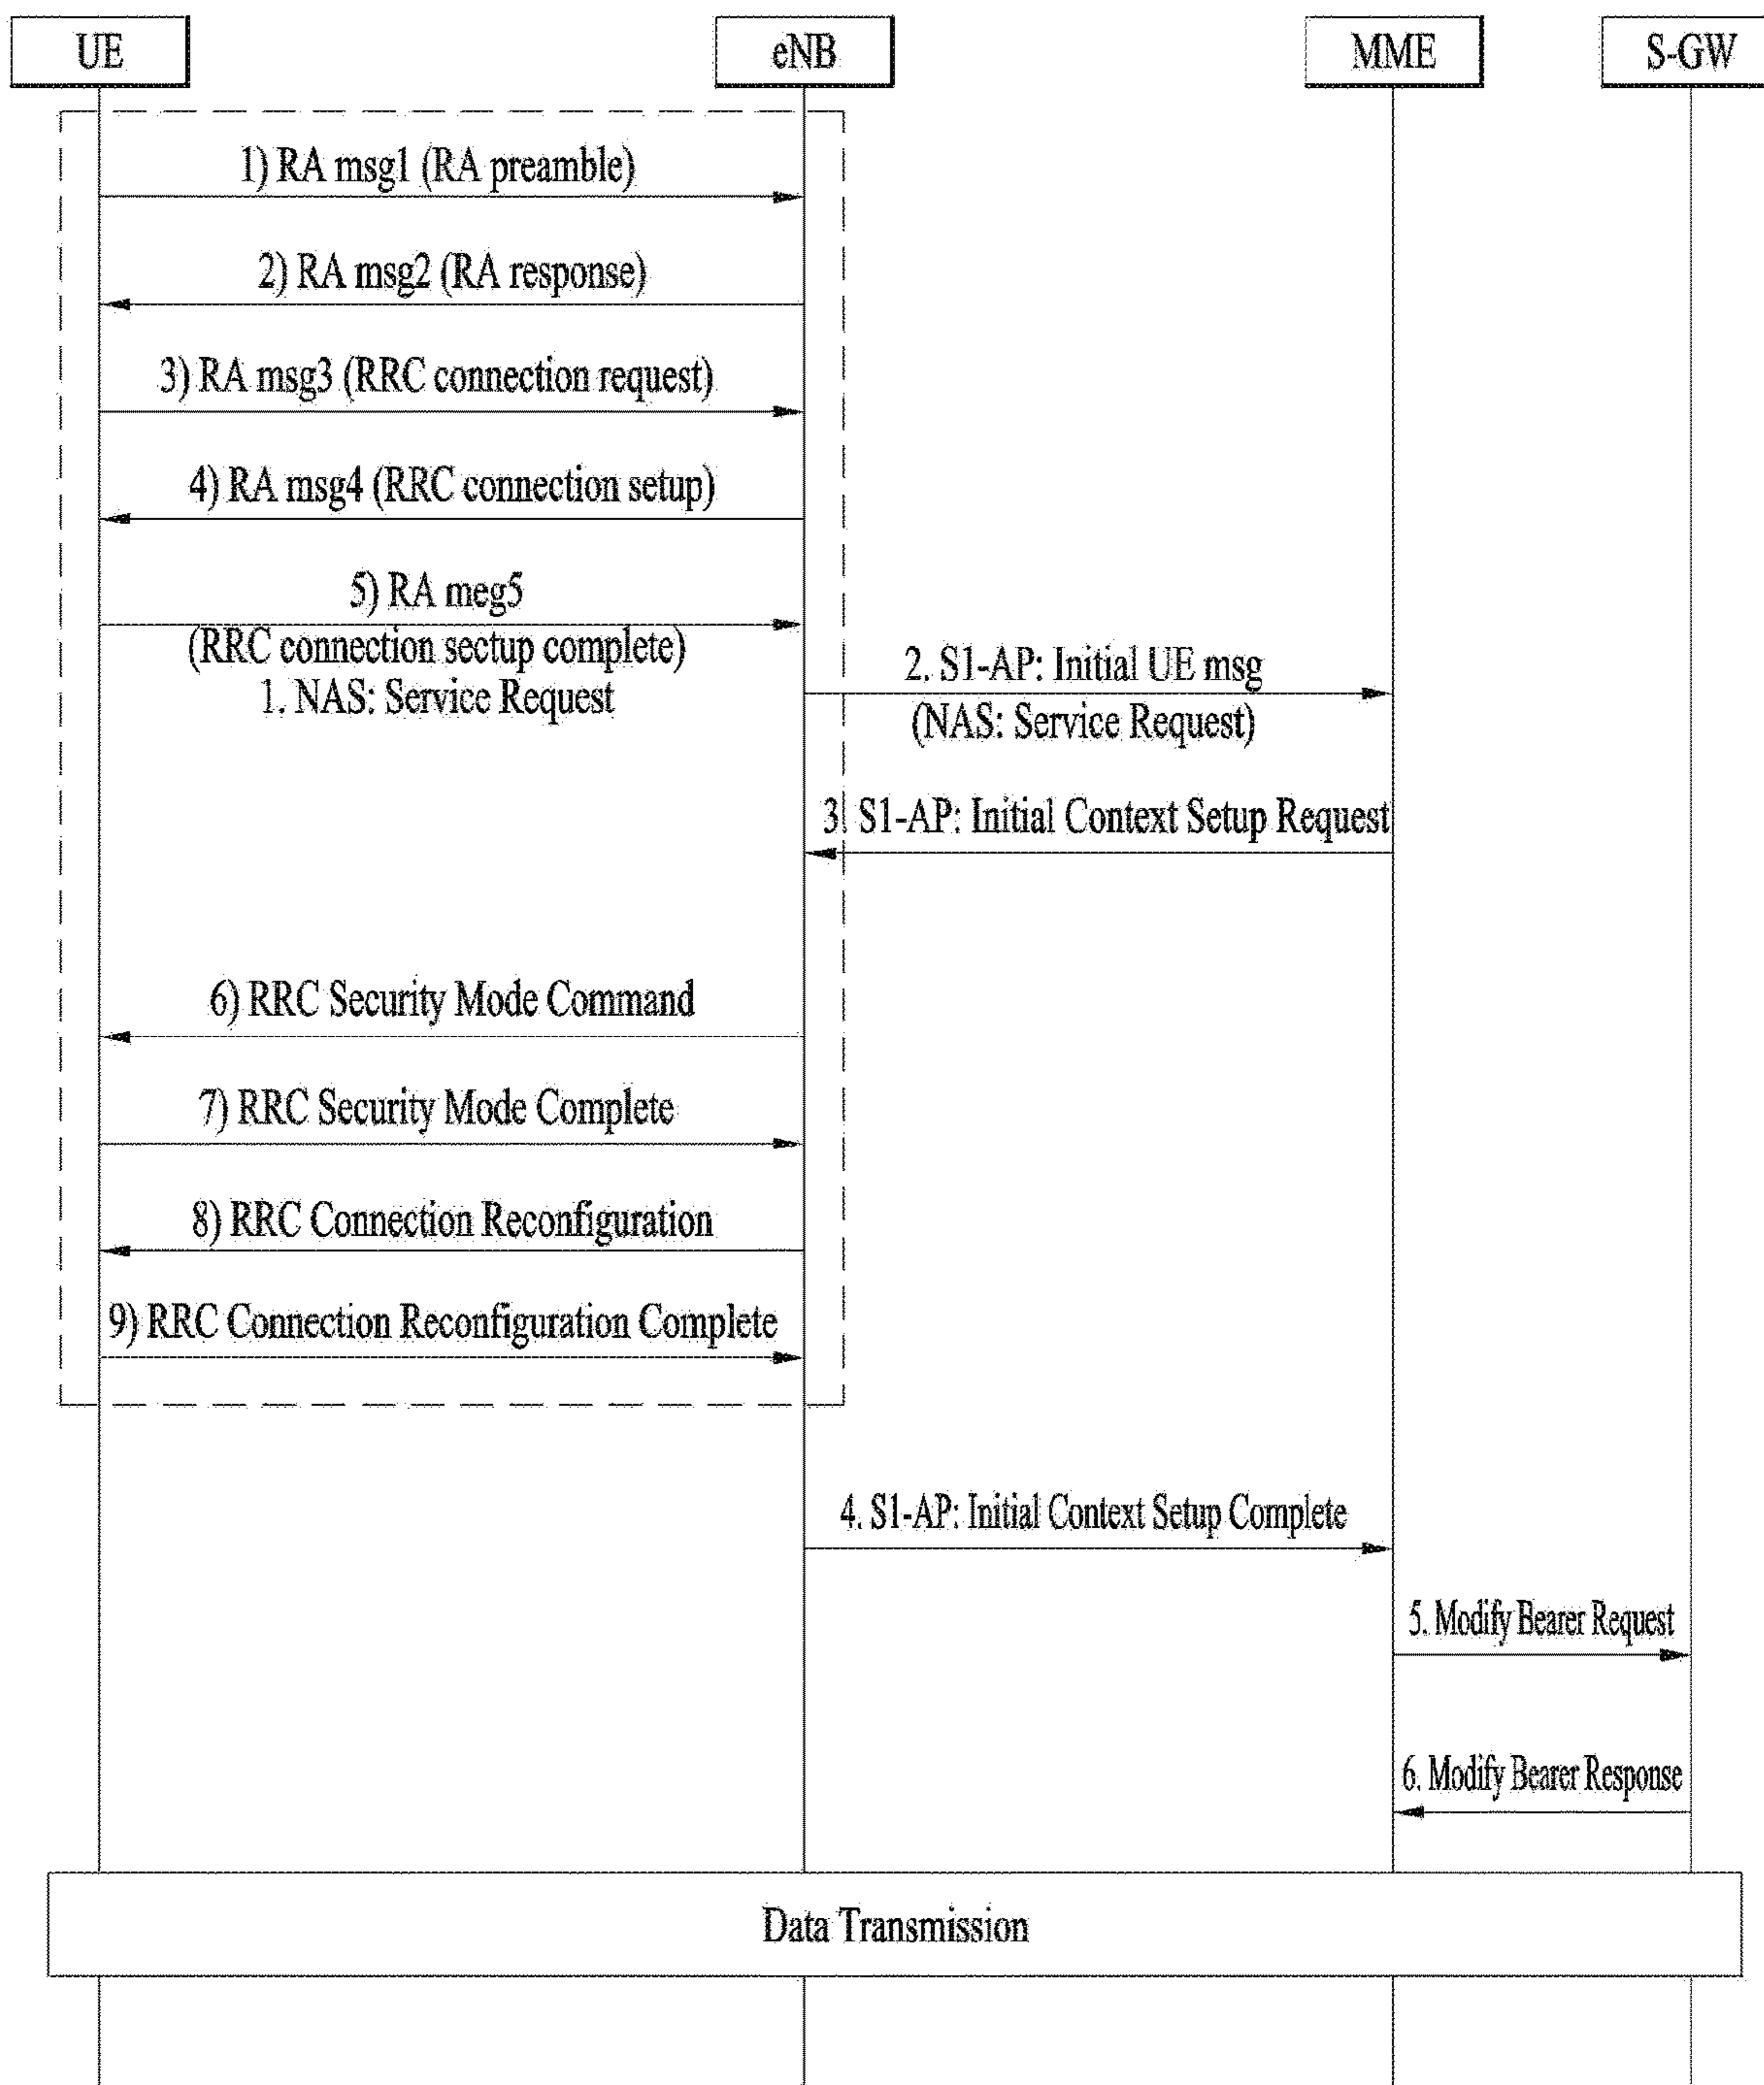 UE
eNB
MME
S-GW
1) RA msg1 (RA preamble)
2) RA msg2 (RA response)
3) RA msg3 (RRC connection request)
4) RA msg4 (RRC connection setup)
5) RA meg5
(RRC connection sectup complete)
1. NAS: Service Request
2. S1-AP: Initial UE msg
(NAS: Service Request)
3. S1-AP: Initial Context Setup Request
6) RRC Security Mode Command
7) RRC Security Mode Complete
8) RRC Connection Reconfiguration
9) RRC Connection Reconfiguration Complete
4. S1-AP: Initial Context Setup Complete
5. Modify Bearer Request
6. Modify Bearer Response
Data Transmission